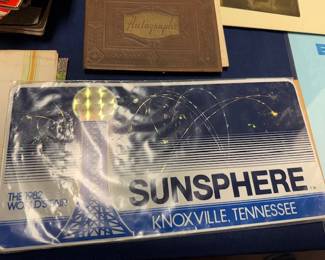 Autographs
THE 1982
WORLD'S FAIR
SUNSPHERE
KNOXVILLE, TENNESSEE